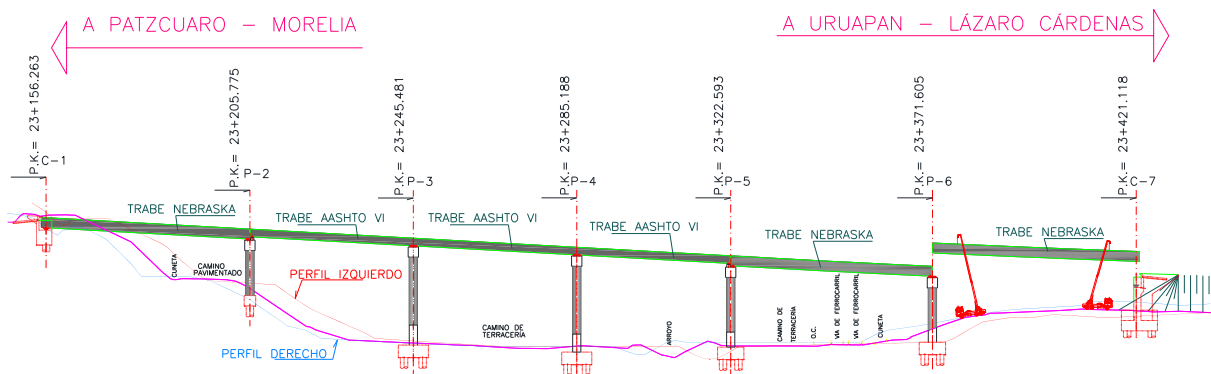 A PATZCUARO – MORELIA
A URUAPAN – LÁZARO CÁRDENAS
P.K.= 23+156.263
C-1
P.K.= 23+205.775
P-2
P.K.= 23+245.481
P-3
P.K.= 23+285.188
P-4
P.K.= 23+322.593
P-5
P.K.= 23+371.605
P-6
P.K.= 23+421.118
C-7
TRABE NEBRASKA
TRABE AASHTO VI
TRABE AASHTO VI
TRABE AASHTO VI
TRABE NEBRASKA
TRABE NEBRASKA
CUNETA
CAMINO
PAVIMENTADO
PERFIL IZQUIERDO
PERFIL DERECHO
CAMINO DE
TERRACERÍA
ARROYO
CAMINO DE
TERRACERIA
O.C.
VIA DE FERROCARRIL
VIA DE FERROCARRIL
CUNETA